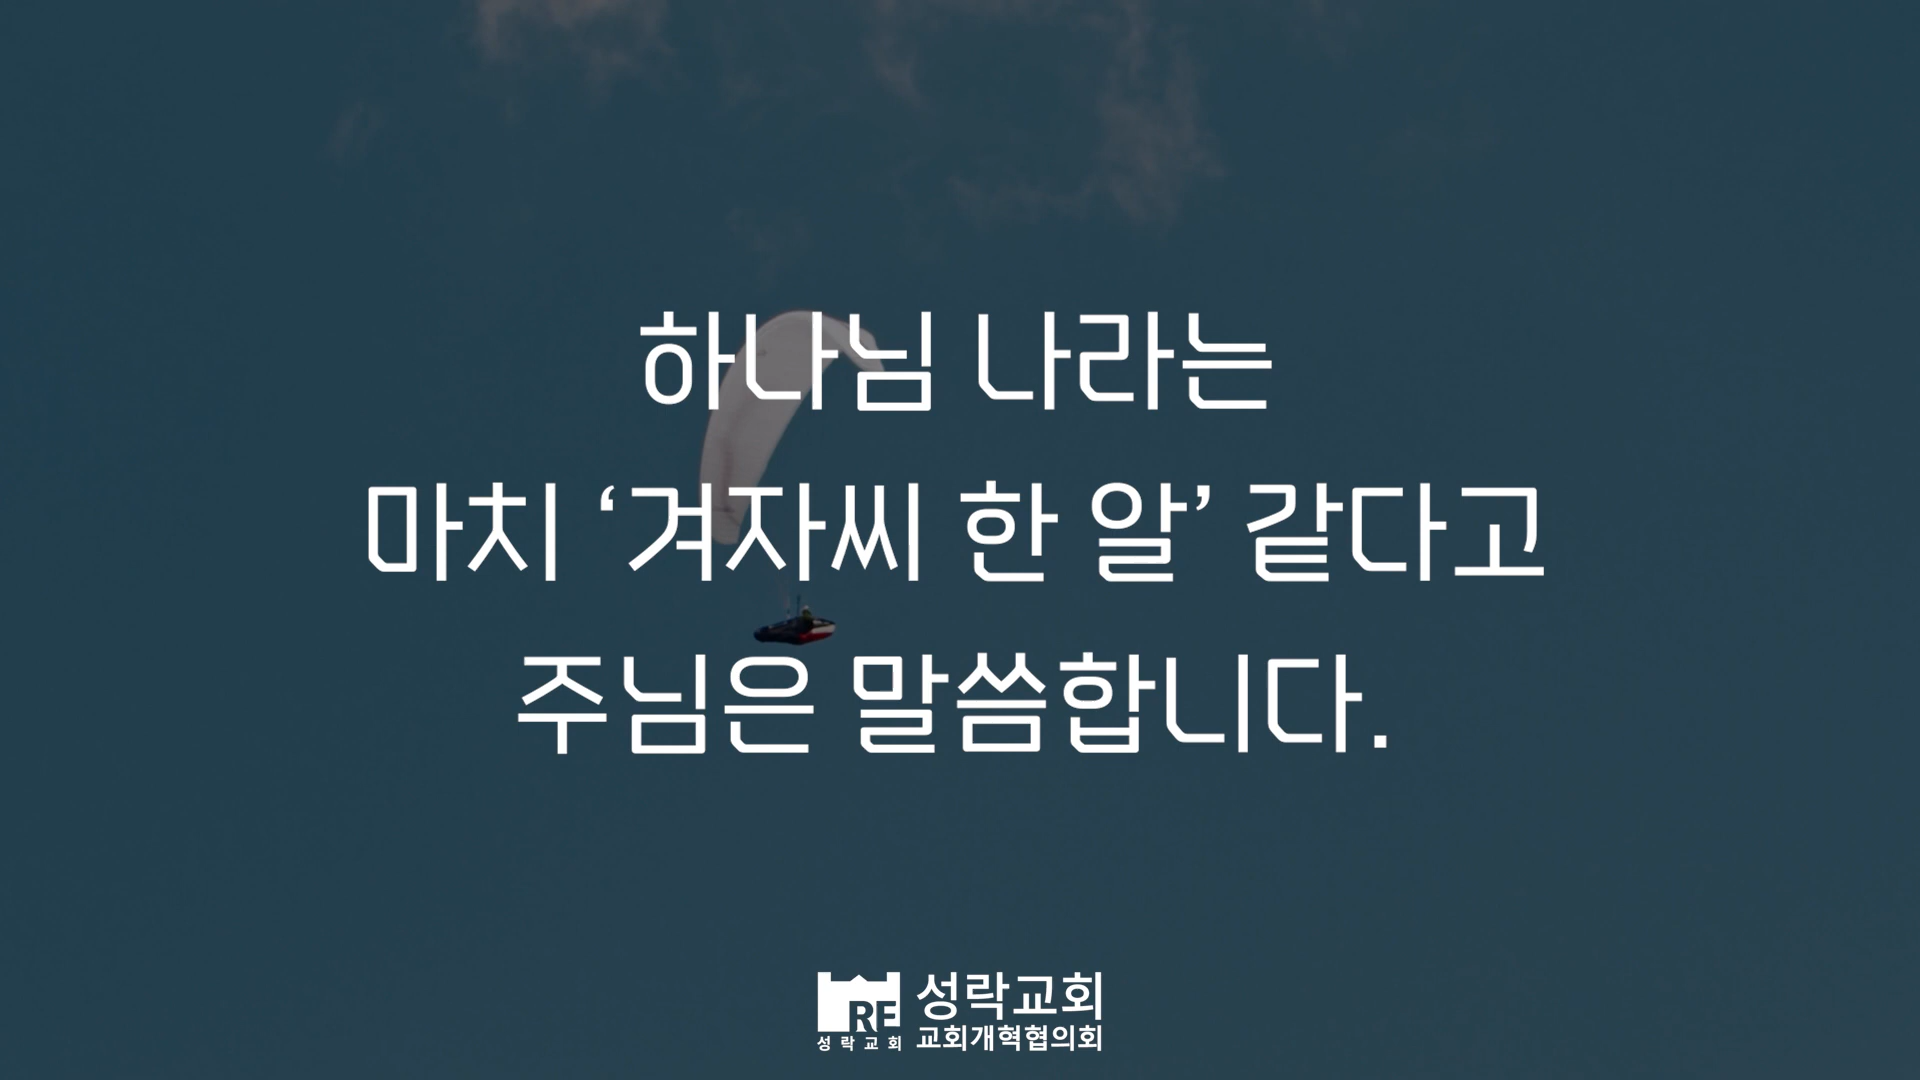 하나님 나라는
마치 ‘겨자씨 한 알’ 같다고
주님은 말씀합니다.
RE
성락교회
성락교회
교회개혁협의회